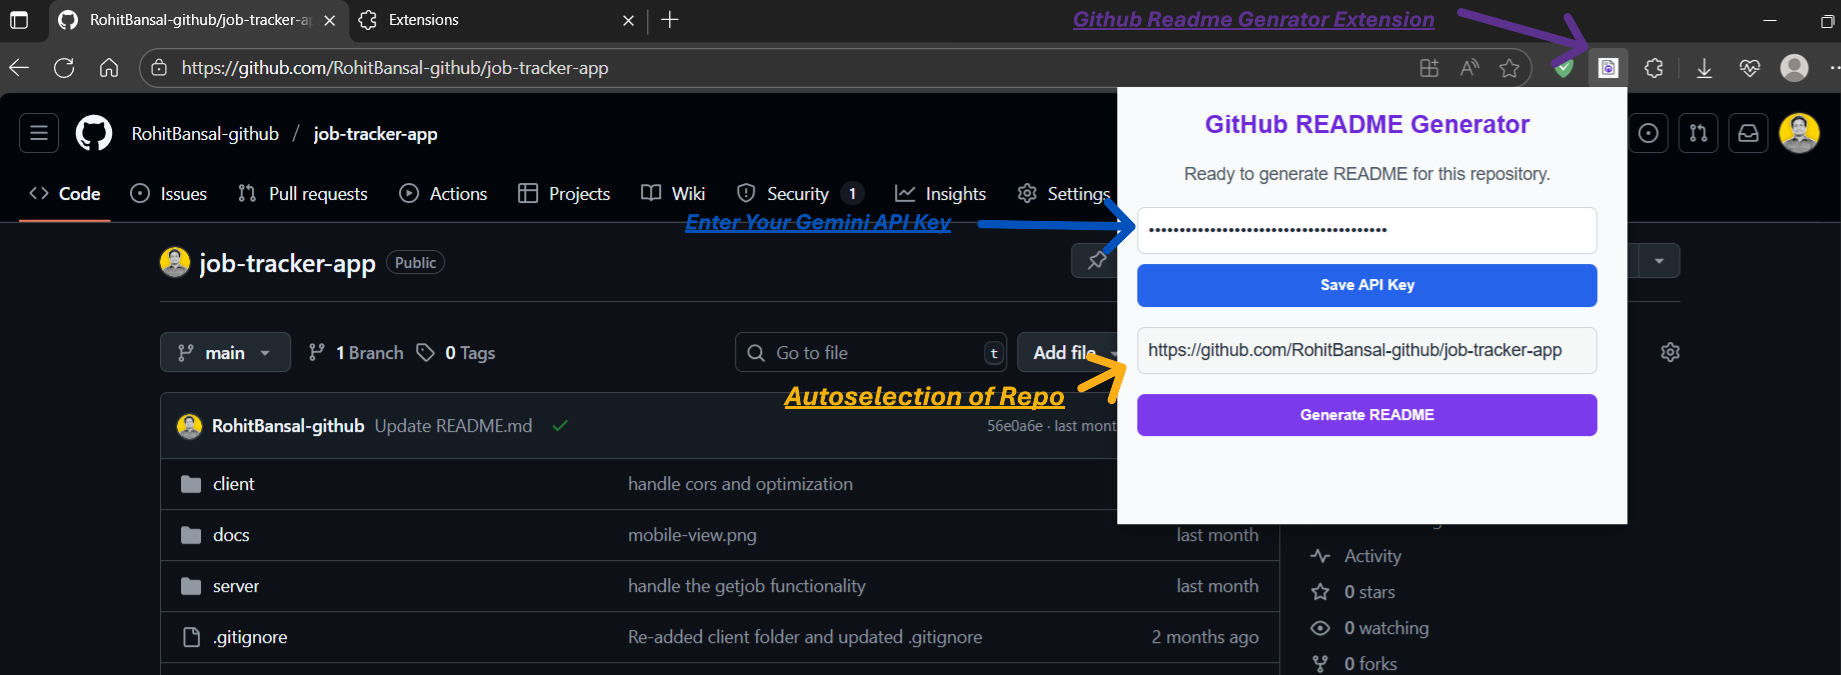 RohitBansal-github/job-tracker-a
Extensions
Github Readme Genrator Extension
https://github.com/RohitBansal-github/job-tracker-app
RohitBansal-github / job-tracker-app
Code
Issues
Pull requests
Actions
Projects
Wiki
Security 1
Insights
Settings
GitHub README Generator
Ready to generate README for this repository.
Enter Your Gemini API Key
••••••••••••••••••••••••••••••••••••••••
Save API Key
https://github.com/RohitBansal-github/job-tracker-app
Generate README
Autoselection of Repo
job-tracker-app Public
main
1 Branch
0 Tags
Go to file t
Add file
RohitBansal-github Update README.md 56e0a6e · last mont
client handle cors and optimization
docs mobile-view.png last month
server handle the getjob functionality last month
.gitignore Re-added client folder and updated .gitignore 2 months ago
Activity
0 stars
0 watching
0 forks